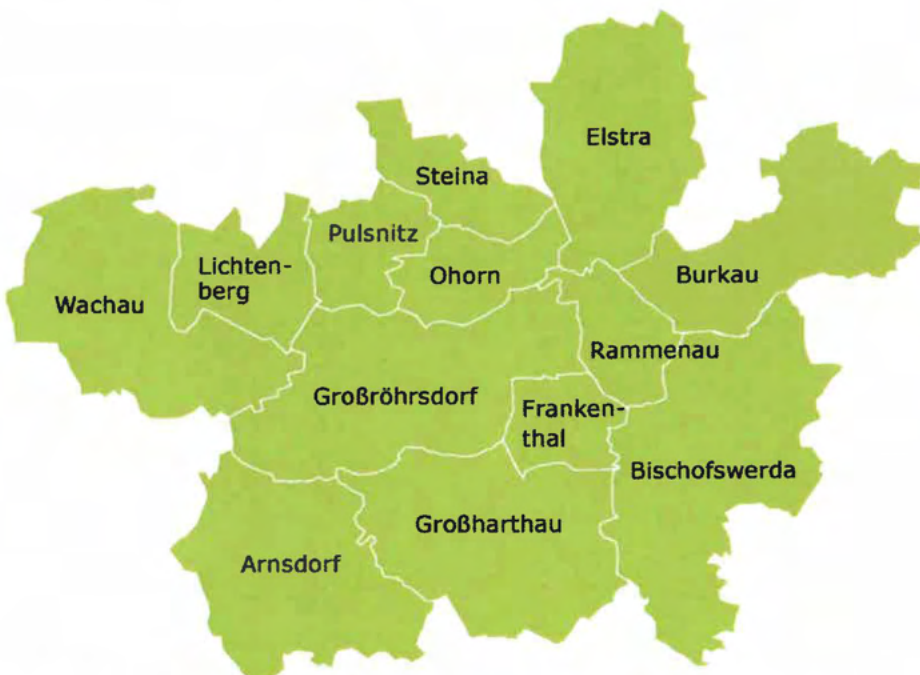 Elstra
Steina
Pulsnitz
Lichten-
berg
Ohorn
Burkau
Wachau
Rammenau
Großröhrsdorf
Franken-
thal
Bischofswerda
Großharthau
Arnsdorf